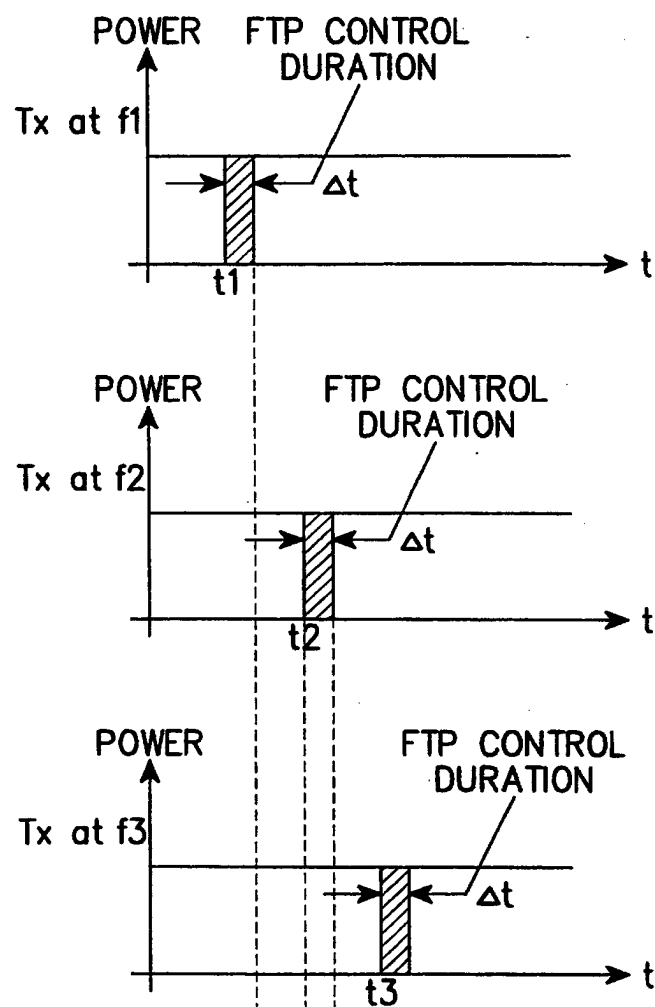 POWER FTP CONTROL
DURATION
Tx at f1
Δt
t1
t
POWER FTP CONTROL
DURATION
Tx at f2
Δt
t2
t
POWER FTP CONTROL
DURATION
Tx at f3
Δt
t3
t